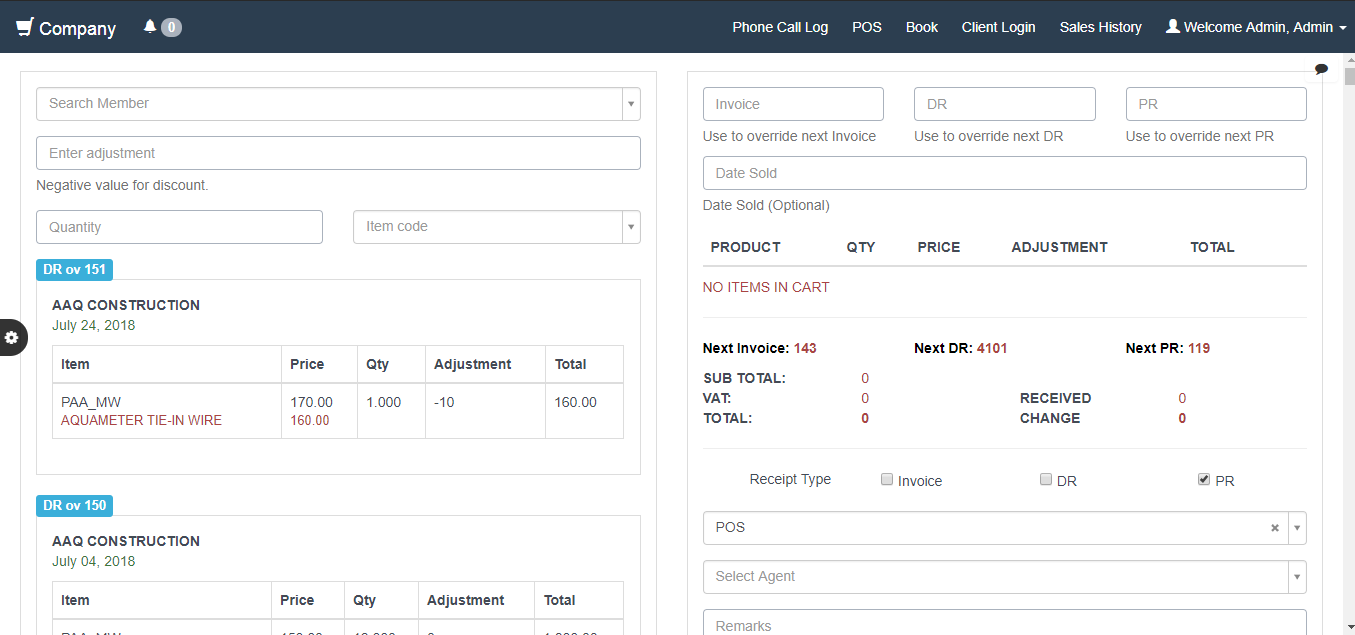 Company 0 Phone Call Log POS Book Client Login Sales History Welcome Admin, Admin
Search Member
Enter adjustment
Negative value for discount.
Quantity Item code
DR ov 151
AAQ CONSTRUCTION
July 24, 2018
Item Price Qty Adjustment Total
PAA_MW 170.00 1.000 -10 160.00
AQUAMETER TIE-IN WIRE 160.00
DR ov 150
AAQ CONSTRUCTION
July 04, 2018
Item Price Qty Adjustment Total
Invoice DR PR
Use to override next Invoice Use to override next DR Use to override next PR
Date Sold
Date Sold (Optional)
PRODUCT QTY PRICE ADJUSTMENT TOTAL
NO ITEMS IN CART
Next Invoice: 143 Next DR: 4101 Next PR: 119
SUB TOTAL: 0
VAT: 0 RECEIVED 0
TOTAL: 0 CHANGE 0
Receipt Type Invoice DR PR
POS
Select Agent
Remarks